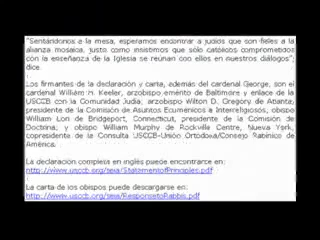 "Sentándonos a la mesa, esperamos encontrar a judíos que son fieles a la
alianza mosaica, justo como insistimos que sólo católicos comprometidos
con la enseñanza de la Iglesia se reúnan con ellos en nuestros diálogos";
dice.
Los firmantes de la declaración y carta, además del cardenal George, son el
cardenal William H. Keeler, arzobispo emérito de Baltimore y enlace de la
USCCB con la Comunidad Judía; arzobispo Wilton D. Gregory de Atlanta,
presidente de la Comisión de Asuntos Ecuménicos e Interreligiosos, obispo
William Lori de Bridgeport, Connecticut, presidente de la Comisión de
Doctrina; y obispo William Murphy de Rockville Centre, Nueva York,
copresidente de la Consulta USCCB-Unión Ortodoxa/Consejo Rabínico de
América.
La declaración completa en inglés puede encontrarse en:
http://www.usccb.org/seia/StatementofPrinciples.pdf
La carta de los obispos puede descargarse en:
http://www.usccb.org/seia/ResponsetoRabbis.pdf